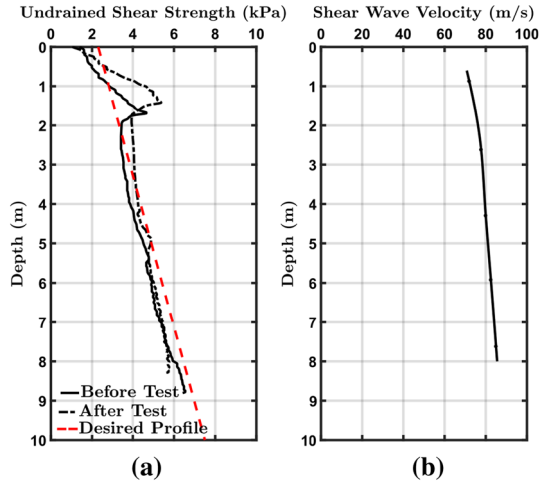 Undrained Shear Strength (kPa)
0 2 4 6 8 10
0
1
2
3
4
5
6
7
8
9
10
Depth (m)
Before Test
After Test
Desired Profile
(a)
Shear Wave Velocity (m/s)
0 20 40 60 80 100
0
1
2
3
4
5
6
7
8
9
10
Depth (m)
(b)